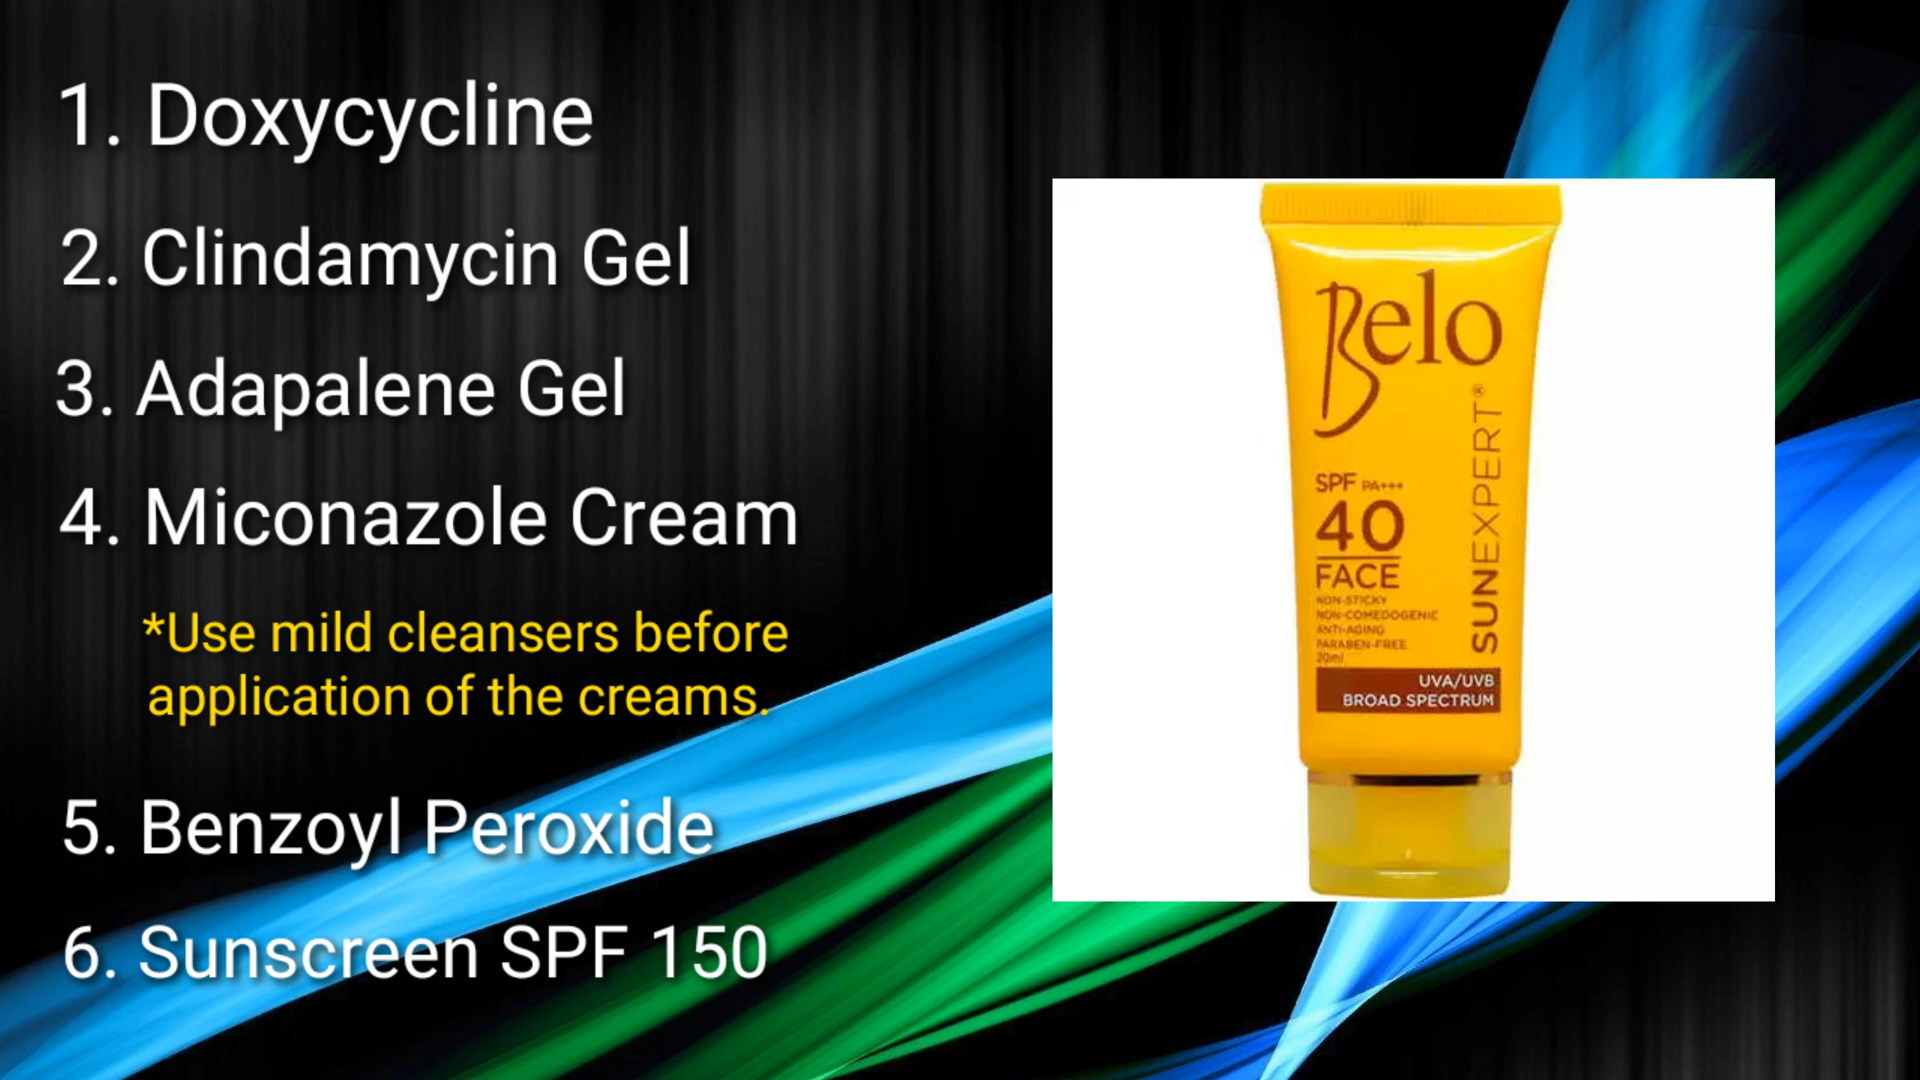 1. Doxycycline
2. Clindamycin Gel
3. Adapalene Gel
4. Miconazole Cream
*Use mild cleansers before
application of the creams.
5. Benzoyl Peroxide
6. Sunscreen SPF 150
Belo
SUNEXPERT®
SPF PA+++
40
FACE
NON-STICKY
NON-COMEDOGENIC
ANTI-AGING
PARABEN-FREE
20ml
UVA/UVB
BROAD SPECTRUM